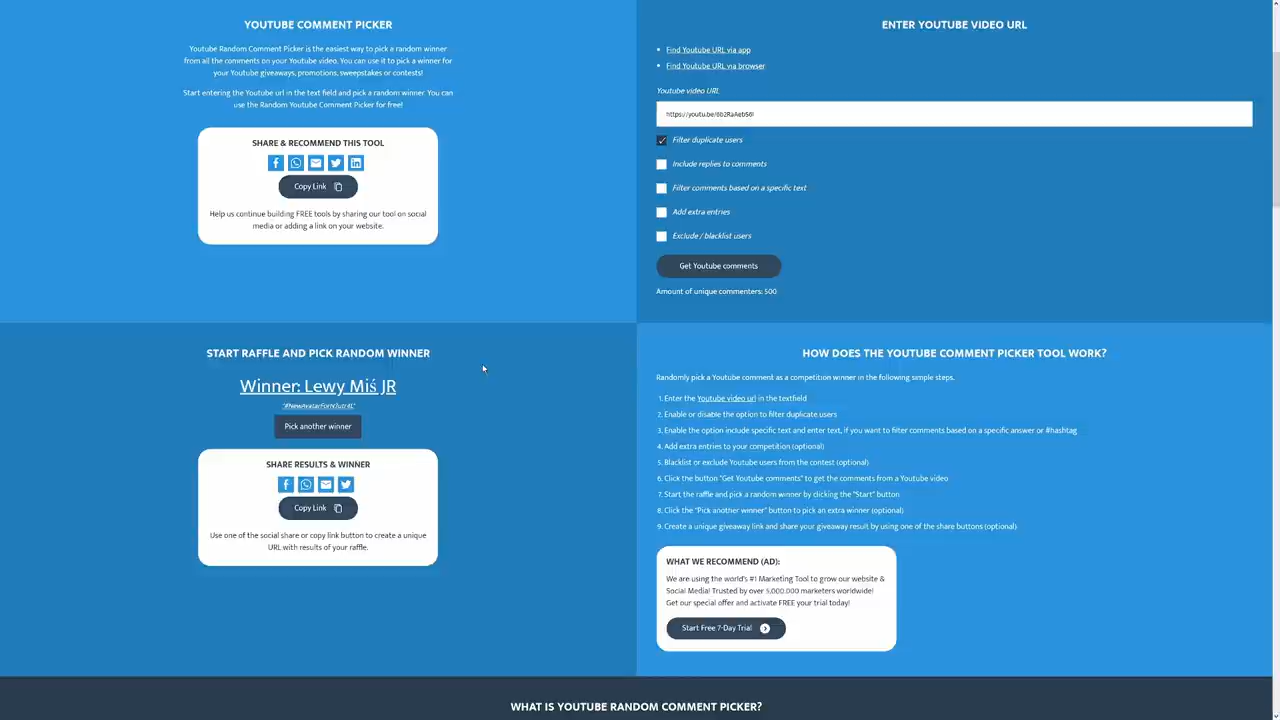 YOUTUBE COMMENT PICKER
Youtube Random Comment Picker is the easiest way to pick a random winner
from all the comments on your Youtube video. You can use it to pick a winner for
your Youtube giveaways, promotions, sweepstakes or contests!
Start entering the Youtube url in the text field and pick a random winner. You can
use the Random Youtube Comment Picker for free!
SHARE & RECOMMEND THIS TOOL
Copy Link
Help us continue building FREE tools by sharing our tool on social
media or adding a link on your website.
ENTER YOUTUBE VIDEO URL
Find Youtube URL via app
Find Youtube URL via browser
Youtube video URL
Filter duplicate users
Include replies to comments
Filter comments based on a specific text
Add extra entries
Exclude / blacklist users
Get Youtube comments
Amount of unique commenters: 500
START RAFFLE AND PICK RANDOM WINNER
Winner: Lewy Miś JR
Pick another winner
SHARE RESULTS & WINNER
Copy Link
Use one of the social share or copy link button to create a unique
URL with results of your raffle.
HOW DOES THE YOUTUBE COMMENT PICKER TOOL WORK?
Randomly pick a Youtube comment as a competition winner in the following simple steps.
1. Enter the Youtube video url in the textfield
2. Enable or disable the option to filter duplicate users
3. Enable the option include specific text and enter text, if you want to filter comments based on a specific answer or #hashtag
4. Add extra entries to your competition (optional)
5. Blacklist or exclude Youtube users from the contest (optional)
6. Click the button "Get Youtube comments" to get the comments from a Youtube video
7. Start the raffle and pick a random winner by clicking the "Start" button
8. Click the "Pick another winner" button to pick an extra winner (optional)
9. Create a unique giveaway link and share your giveaway result by using one of the share buttons (optional)
WHAT WE RECOMMEND (AD):
We are using the world's #1 Marketing Tool to grow our website &
Social Media! Trusted by over 5.000.000 marketers worldwide!
Get our special offer and activate FREE your trial today!
Start Free 7-Day Trial
WHAT IS YOUTUBE RANDOM COMMENT PICKER?